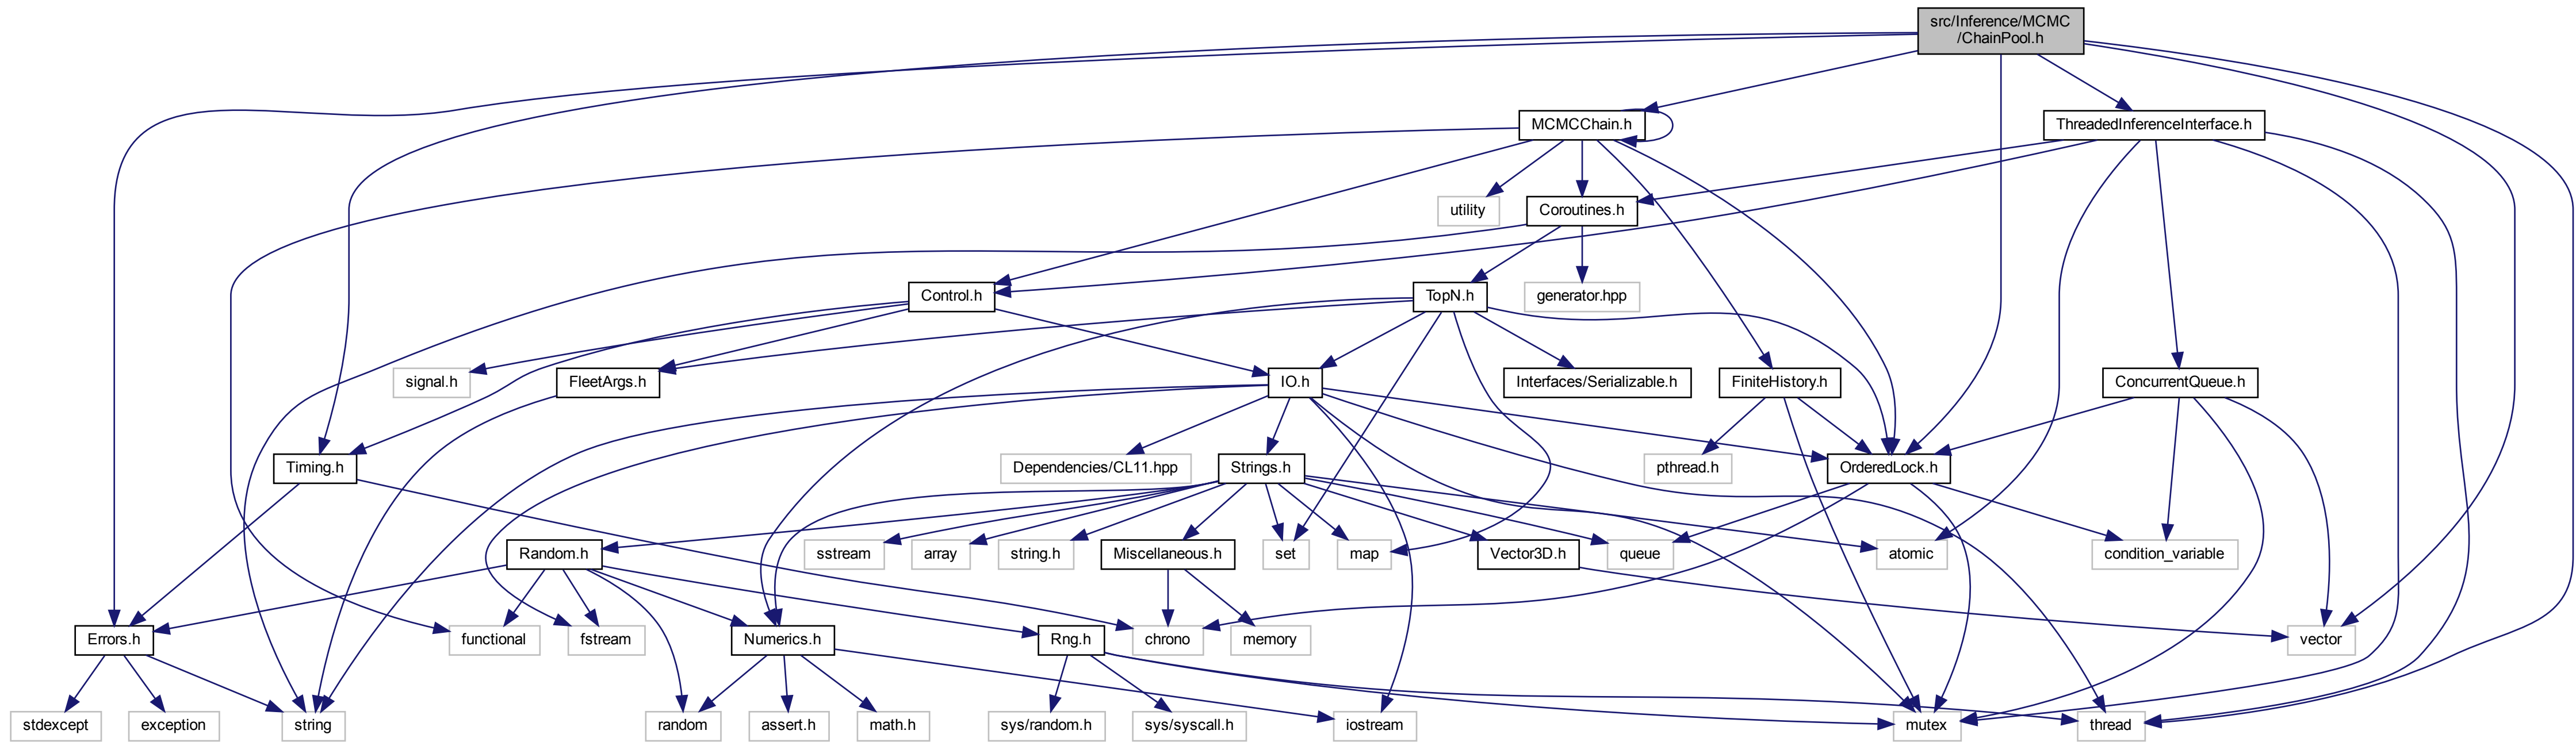 src/Inference/MCMC
/ChainPool.h
MCMCChain.h
ThreadedInferenceInterface.h
utility
Coroutines.h
Control.h
TopN.h
generator.hpp
signal.h
FleetArgs.h
IO.h
Interfaces/Serializable.h
FiniteHistory.h
ConcurrentQueue.h
Timing.h
Dependencies/CL11.hpp
Strings.h
pthread.h
OrderedLock.h
Random.h
sstream
array
string.h
Miscellaneous.h
set
map
Vector3D.h
queue
atomic
condition_variable
Errors.h
functional
fstream
Numerics.h
Rng.h
chrono
memory
vector
stdexcept
exception
string
random
assert.h
math.h
sys/random.h
sys/syscall.h
iostream
mutex
thread